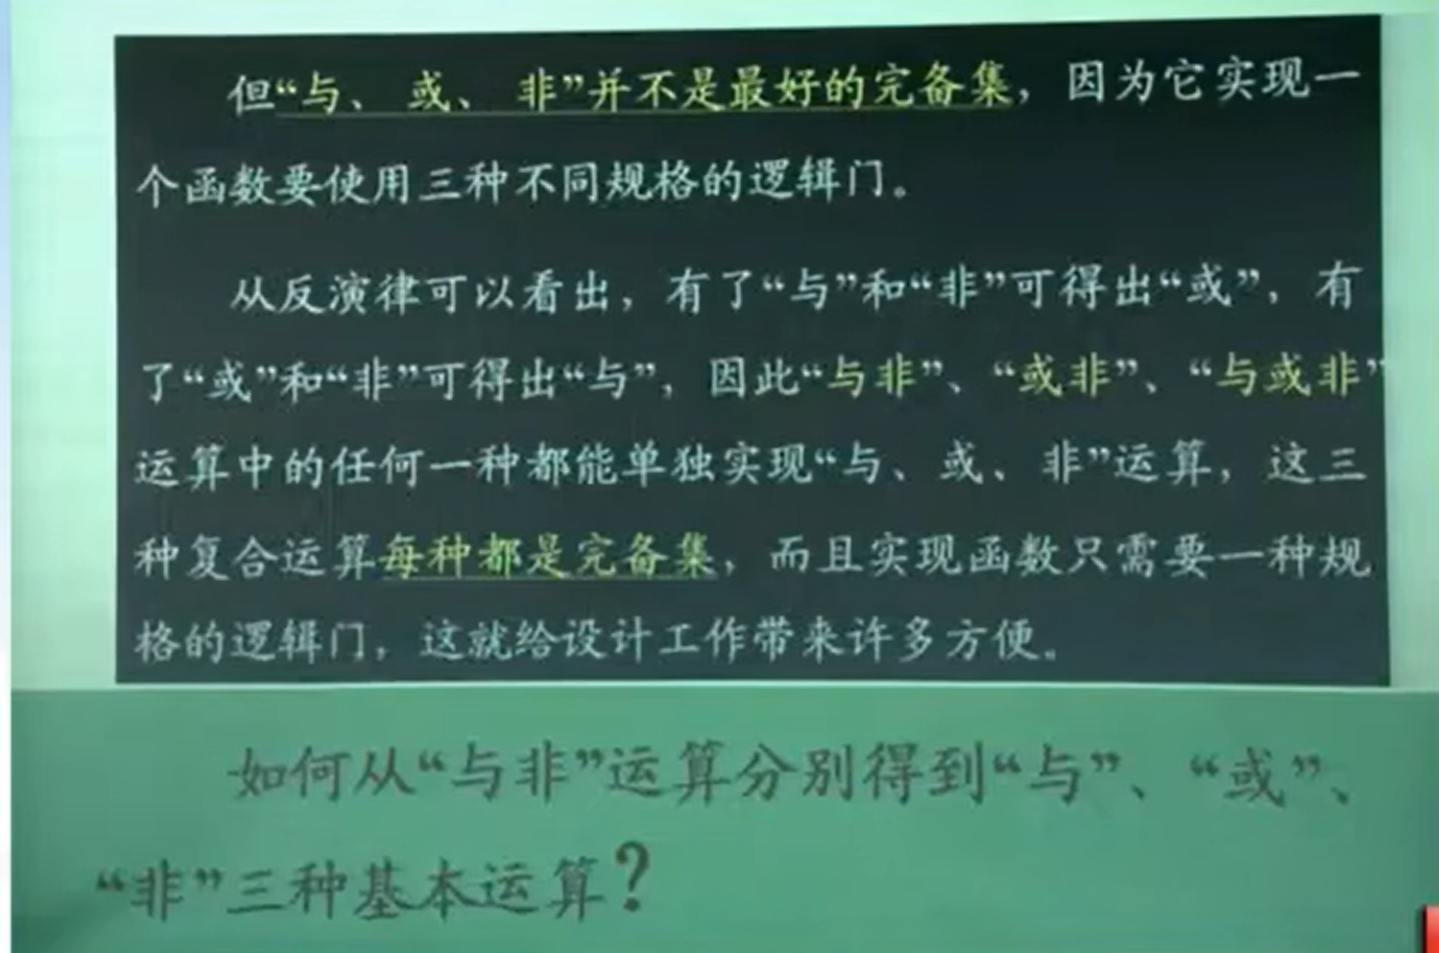 但“与、或、非”并不是最好的完备集，因为它实现一
个函数要使用三种不同规格的逻辑门。
从反演律可以看出，有了“与”和“非”可得出“或”，有
了“或”和“非”可得出“与”，因此“与非”、“或非”、“与或非”
运算中的任何一种都能单独实现“与、或、非”运算，这三
种复合运算每种都是完备集，而且实现函数只需要一种规
格的逻辑门，这就给设计工作带来许多方便。
如何从“与非”运算分别得到“与”、“或”、
“非”三种基本运算？